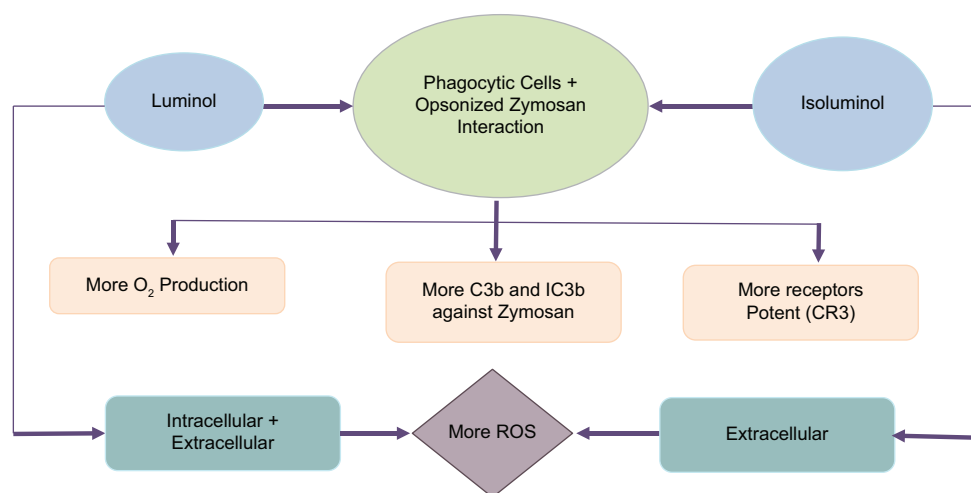 Luminol
Phagocytic Cells +
Opsonized Zymosan
Interaction
Isoluminol
More O₂ Production
More C3b and IC3b
against Zymosan
More receptors
Potent (CR3)
Intracellular +
Extracellular
More ROS
Extracellular